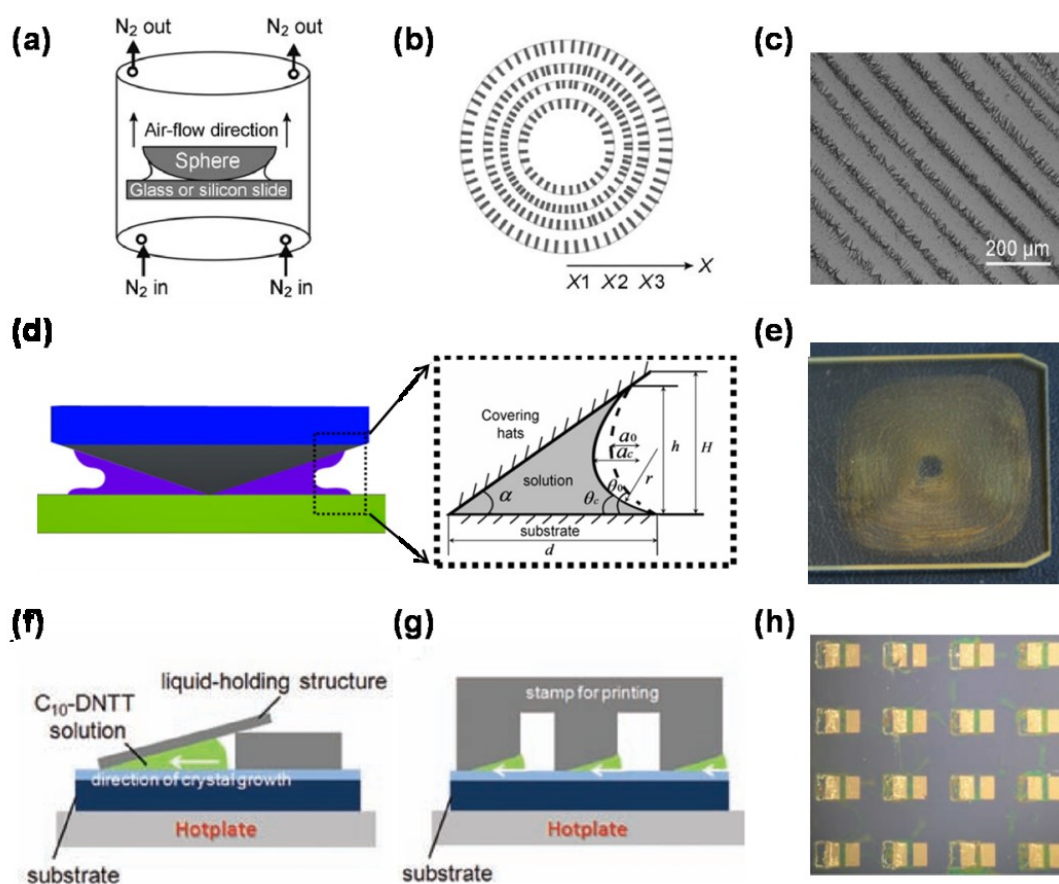 (a)
N₂ out
N₂ out
Air-flow direction
Sphere
Glass or silicon slide
N₂ in
N₂ in
(b)
X
X1 X2 X3
(c)
200 µm
(d)
Covering
hats
solution
α
a₀
a_c
r
h
H
θ_c
θ₀
substrate
d
(e)
(f)
liquid-holding structure
C₁₀-DNTT
solution
direction of crystal growth
Hotplate
substrate
(g)
stamp for printing
Hotplate
substrate
(h)